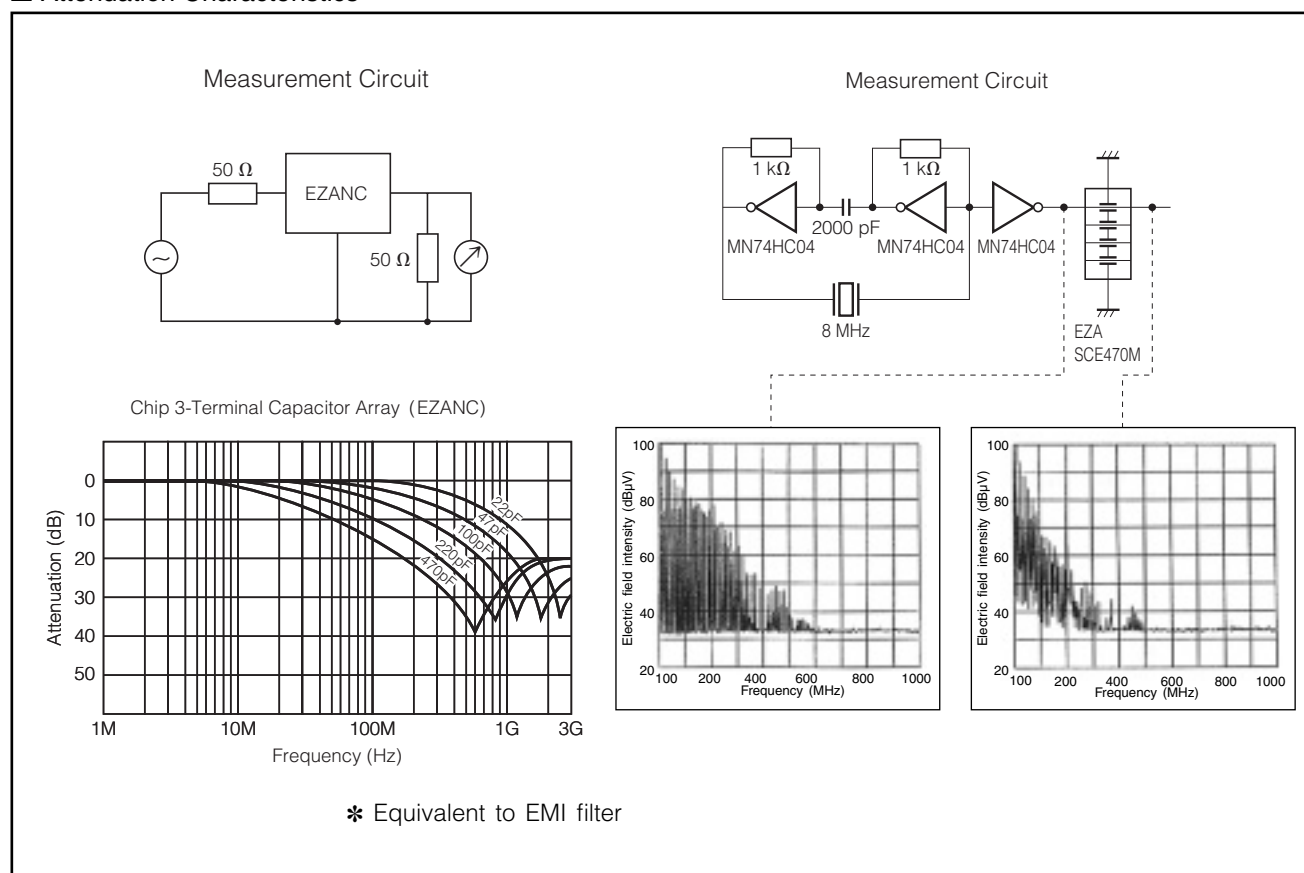 ■ Attenuation Characteristics
Measurement Circuit
50 Ω
EZANC
50 Ω
~
Chip 3-Terminal Capacitor Array (EZANC)
Attenuation (dB)
0
10
20
30
40
50
22pF
47pF
100pF
220pF
470pF
1M
10M
100M
1G
3G
Frequency (Hz)
Measurement Circuit
1 kΩ
1 kΩ
2000 pF
MN74HC04
MN74HC04
MN74HC04
8 MHz
EZA
SCE470M
Electric field intensity (dBµV)
100
80
60
40
20
100
200
400
600
800
1000
Frequency (MHz)
Electric field intensity (dBµV)
100
80
60
40
20
100
200
400
600
800
1000
Frequency (MHz)
✻ Equivalent to EMI filter